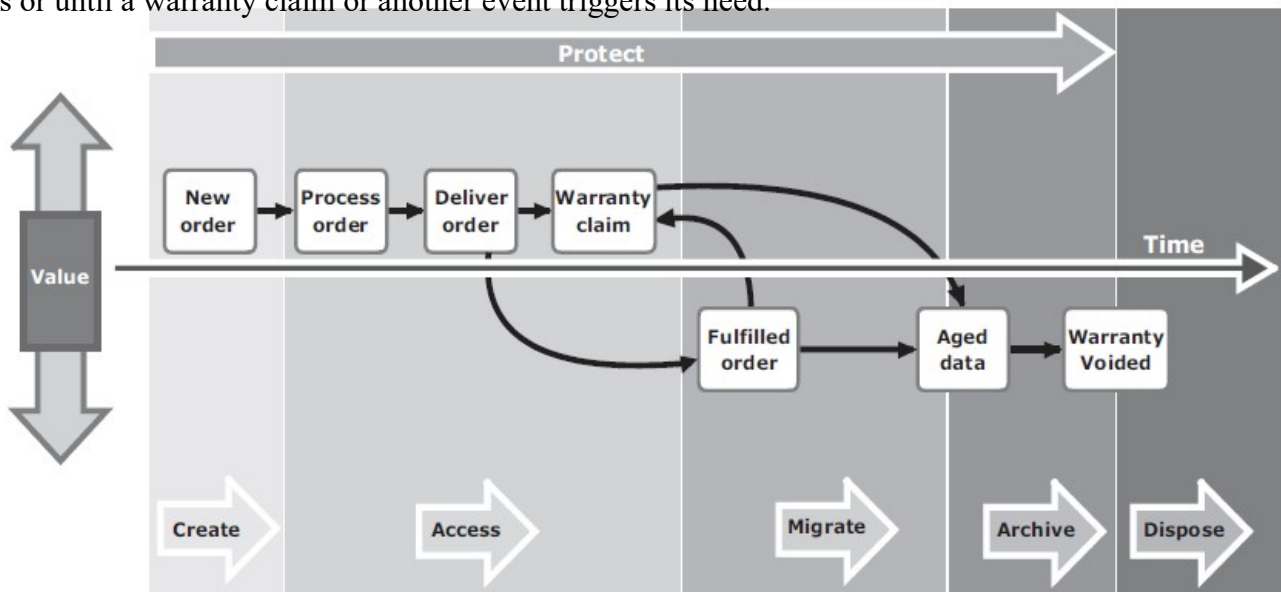 s or until a warranty claim or another event triggers its need.
Protect
New
order
Process
order
Deliver
order
Warranty
claim
Time
Value
Fulfilled
order
Aged
data
Warranty
Voided
Create
Access
Migrate
Archive
Dispose